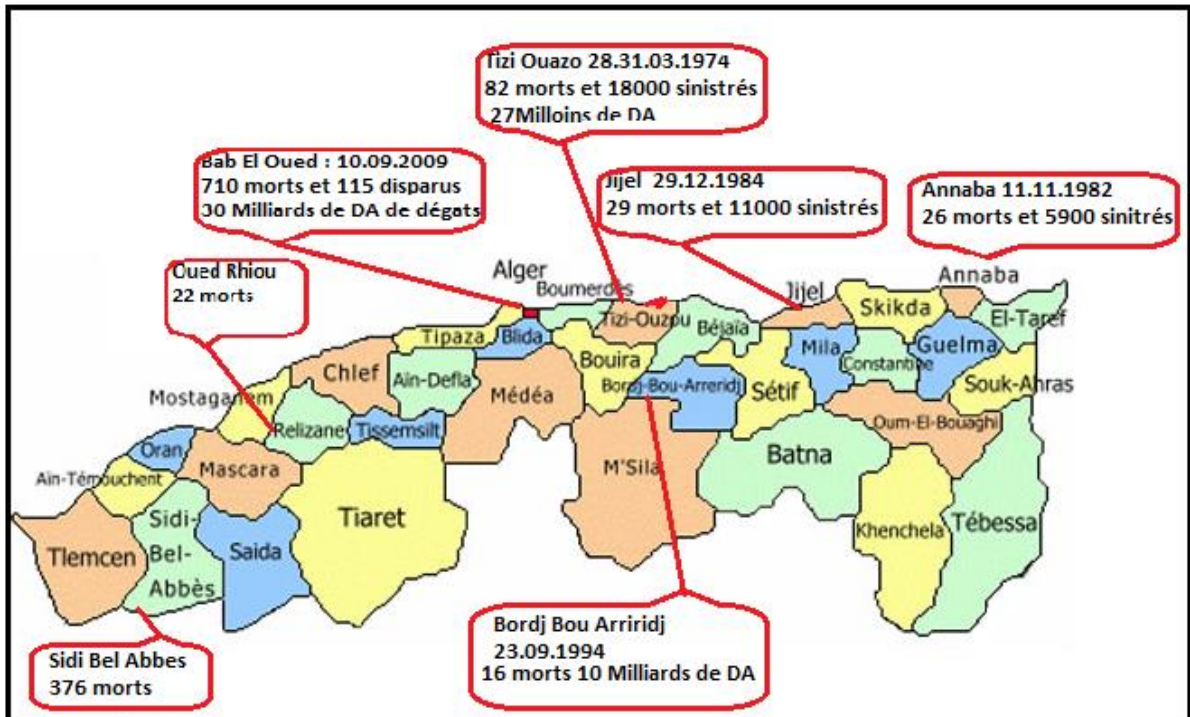 Tizi Ouazo 28.31.03.1974
82 morts et 18000 sinistrés
27Milloins de DA
Bab El Oued : 10.09.2009
710 morts et 115 disparus
30 Milliards de DA de dégats
Jijel 29.12.1984
29 morts et 11000 sinistrés
Annaba 11.11.1982
26 morts et 5900 sinitrés
Oued Rhiou
22 morts
Alger
Boumerdès
Annaba
Jijel
Skikda
El-Taref
Tizi-Ouzou
Béjaïa
Tipaza
Blida
Bouira
Mila
Constantine
Guelma
Chlef
Aïn-Defla
Médéa
Bordj-Bou-Arreridj
Sétif
Souk-Ahras
Mostaganem
Relizane
Tissemsilt
Oum-El-Bouaghi
Oran
Mascara
M'Sila
Batna
Aïn-Témouchent
Tiaret
Khenchela
Tébessa
Tlemcen
Sidi-
Bel-
Abbès
Saida
Sidi Bel Abbes
376 morts
Bordj Bou Arriridj
23.09.1994
16 morts 10 Milliards de DA